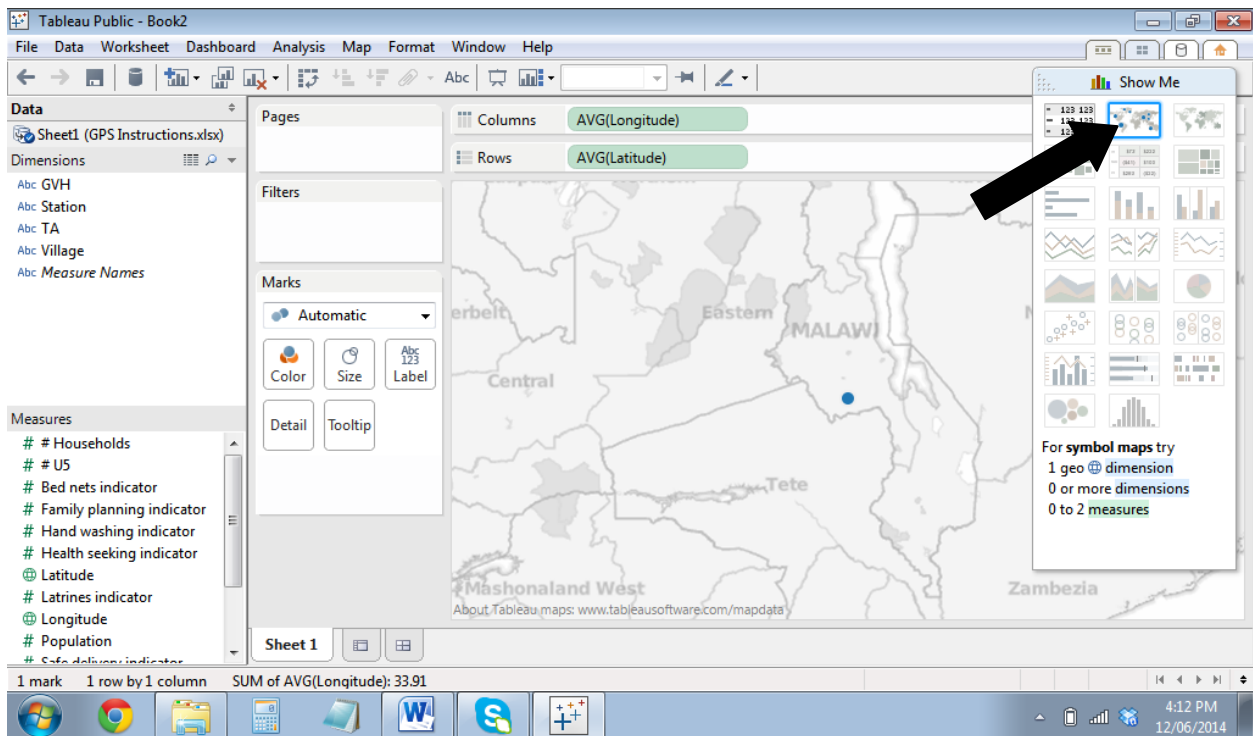 Tableau Public - Book2
File Data Worksheet Dashboard Analysis Map Format Window Help
Abc
Show Me
Data
Sheet1 (GPS Instructions.xlsx)
Dimensions
Abc GVH
Abc Station
Abc TA
Abc Village
Abc Measure Names
Measures
# # Households
# # U5
# Bed nets indicator
# Family planning indicator
# Hand washing indicator
# Health seeking indicator
Latitude
# Latrines indicator
Longitude
# Population
# Safe delivery indicator
Pages
Filters
Marks
Automatic
Color
Size
Abc
123
Label
Detail
Tooltip
Columns AVG(Longitude)
Rows AVG(Latitude)
Eastern
MALAWI
Central
Tete
Mashonaland West
Zambezia
About Tableau maps: www.tableausoftware.com/mapdata
For symbol maps try
1 geo dimension
0 or more dimensions
0 to 2 measures
Sheet 1
1 mark 1 row by 1 column SUM of AVG(Longitude): 33.91
4:12 PM
12/06/2014